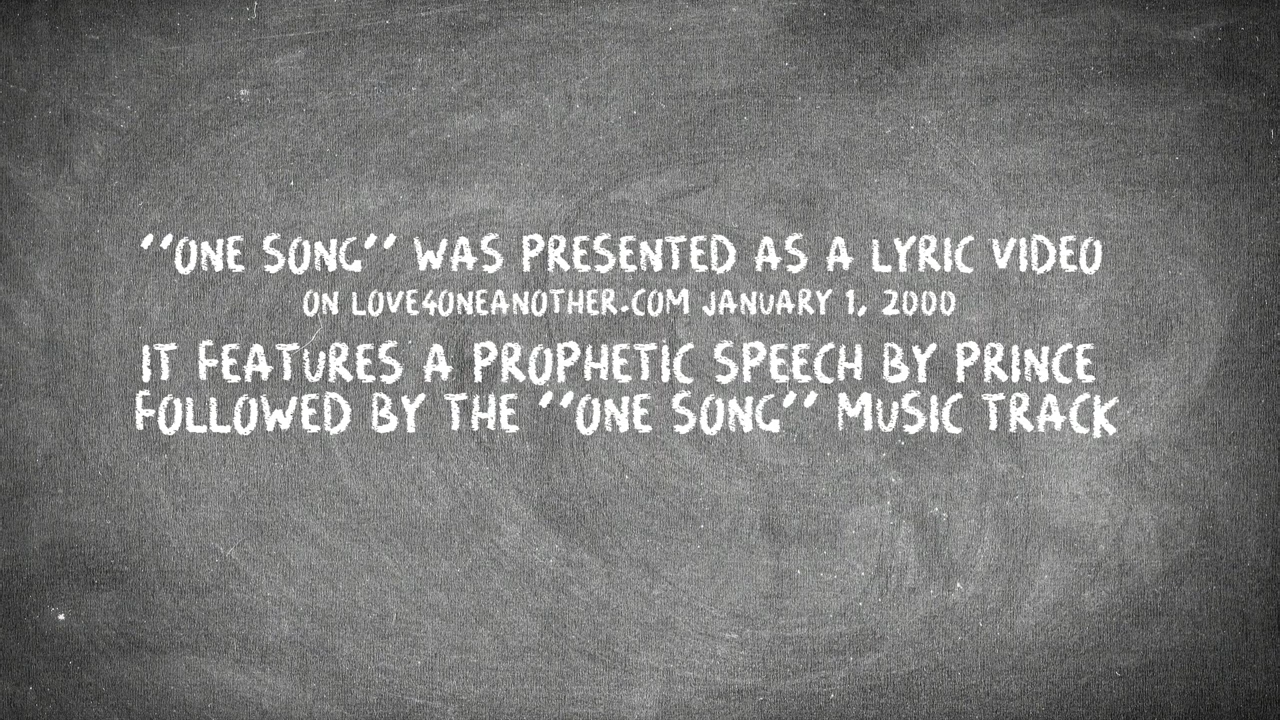 "ONE SONG" WAS PRESENTED AS A LYRIC VIDEO
ON LOVE4ONEANOTHER.COM JANUARY 1, 2000
IT FEATURES A PROPHETIC SPEECH BY PRINCE
FOLLOWED BY THE "ONE SONG" MUSIC TRACK